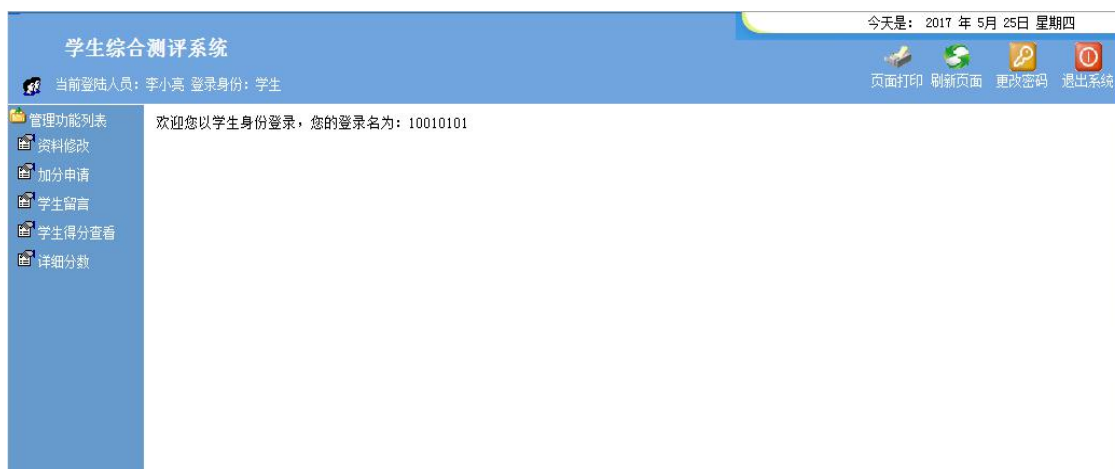 今天是: 2017 年 5月 25日 星期四
学生综合测评系统
页面打印 刷新页面 更改密码 退出系统
当前登陆人员: 李小亮 登录身份: 学生
管理功能列表
欢迎您以学生身份登录，您的登录名为: 10010101
资料修改
加分申请
学生留言
学生得分查看
详细分数